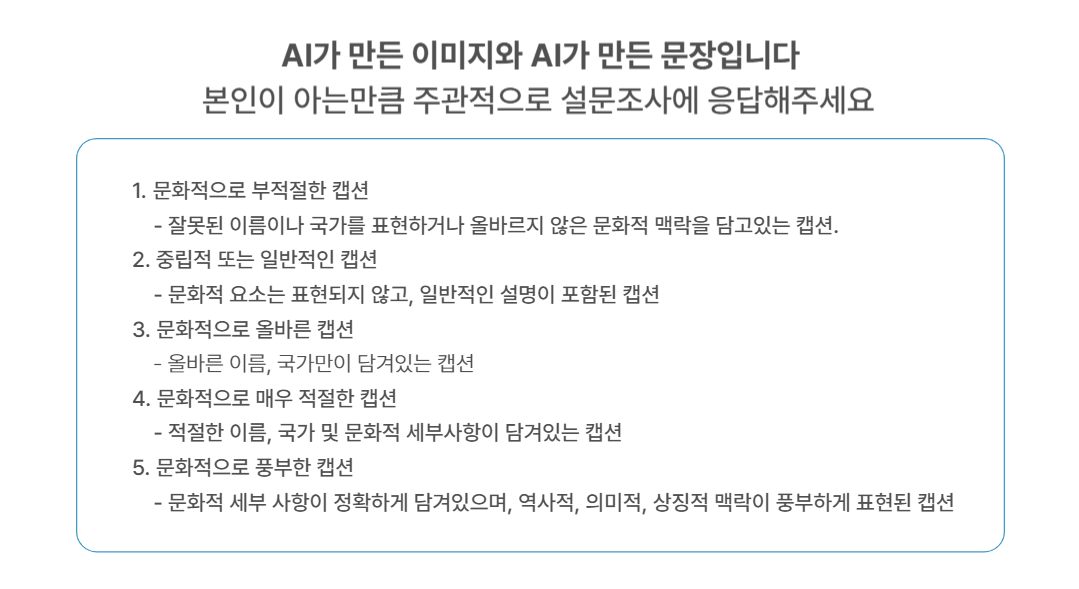 AI가 만든 이미지와 AI가 만든 문장입니다
본인이 아는만큼 주관적으로 설문조사에 응답해주세요
1. 문화적으로 부적절한 캡션
- 잘못된 이름이나 국가를 표현하거나 올바르지 않은 문화적 맥락을 담고있는 캡션.
2. 중립적 또는 일반적인 캡션
- 문화적 요소는 표현되지 않고, 일반적인 설명이 포함된 캡션
3. 문화적으로 올바른 캡션
- 올바른 이름, 국가만이 담겨있는 캡션
4. 문화적으로 매우 적절한 캡션
- 적절한 이름, 국가 및 문화적 세부사항이 담겨있는 캡션
5. 문화적으로 풍부한 캡션
- 문화적 세부 사항이 정확하게 담겨있으며, 역사적, 의미적, 상징적 맥락이 풍부하게 표현된 캡션